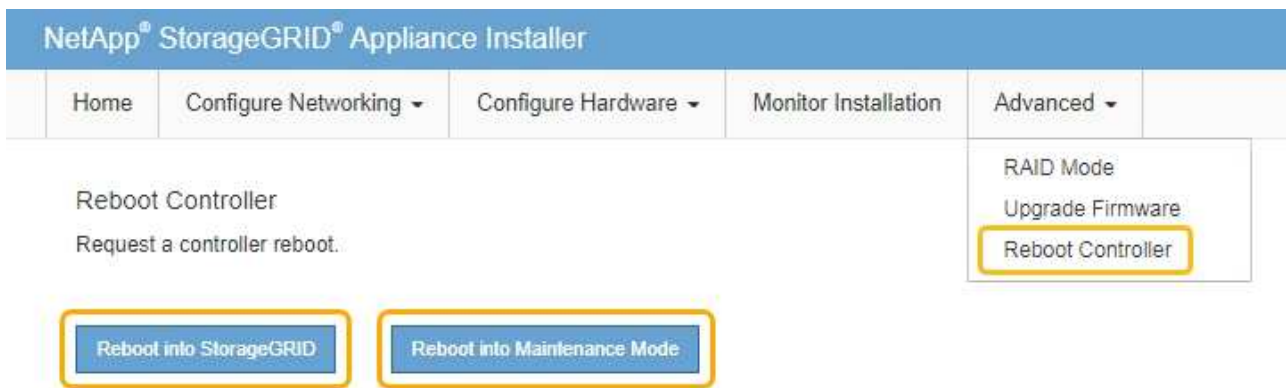 NetApp® StorageGRID® Appliance Installer
Home Configure Networking Configure Hardware Monitor Installation Advanced
RAID Mode
Upgrade Firmware
Reboot Controller
Reboot Controller
Request a controller reboot.
Reboot into StorageGRID Reboot into Maintenance Mode